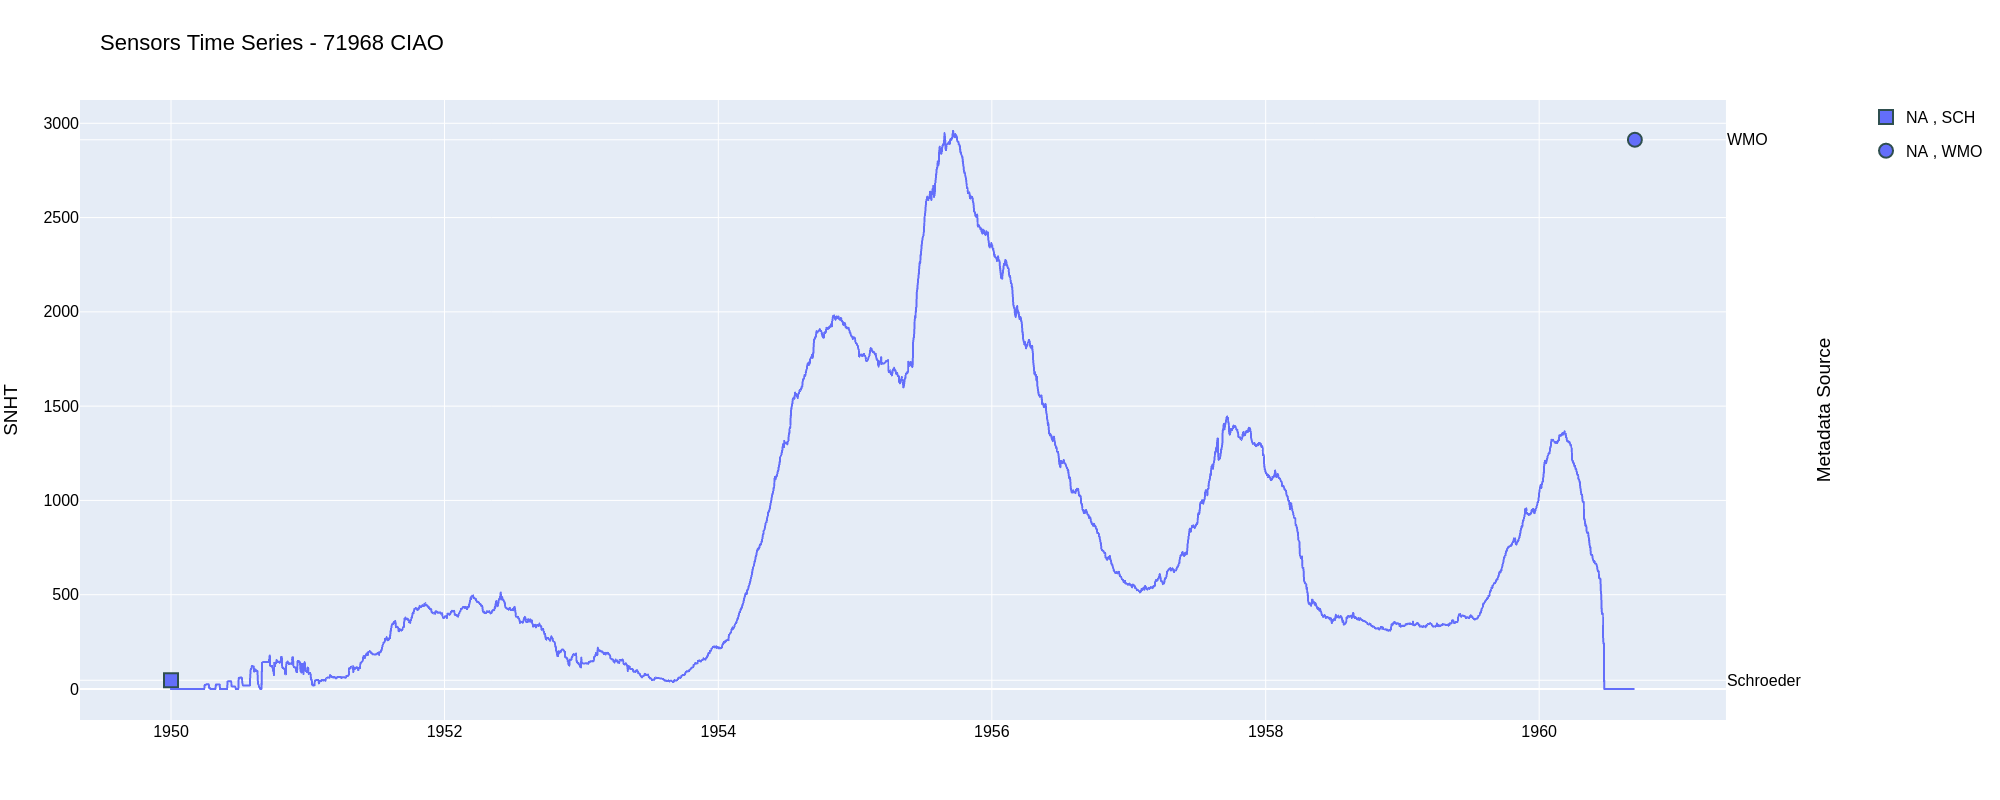 Sensors Time Series - 71968 CIAO
SNHT
3000
2500
2000
1500
1000
500
0
1950
1952
1954
1956
1958
1960
WMO
Schroeder
Metadata Source
NA , SCH
NA , WMO